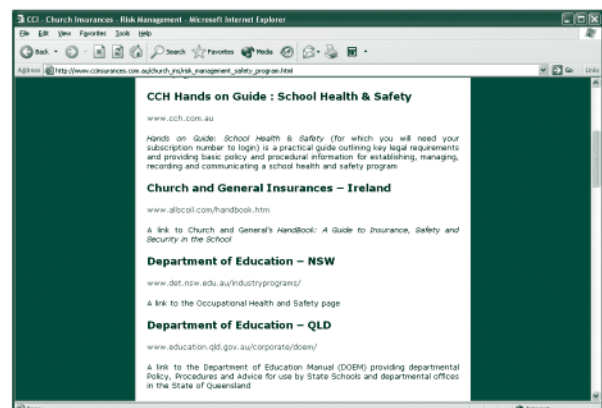 CCI - Church Insurances - Risk Management - Microsoft Internet Explorer
File Edit View Favorites Tools Help
Back Search Favorites Media
Address http://www.ccinsurances.com.au/church_ins/risk_management_safety_program.html Go Links
CCH Hands on Guide : School Health & Safety
www.cch.com.au
Hands on Guide: School Health & Safety (for which you will need your
subscription number to login) is a practical guide outlining key legal requirements
and providing basic policy and procedural information for establishing, managing,
recording and communicating a school health and safety program
Church and General Insurances – Ireland
www.allscoil.com/handbook.htm
A link to Church and General's HandBook: A Guide to Insurance, Safety and
Security in the School
Department of Education – NSW
www.det.nsw.edu.au/industryprograms/
A link to the Occupational Health and Safety page
Department of Education – QLD
www.education.qld.gov.au/corporate/doem/
A link to the Department of Education Manual (DOEM) providing departmental
Policy, Procedures and Advice for use by State Schools and departmental offices
in the State of Queensland